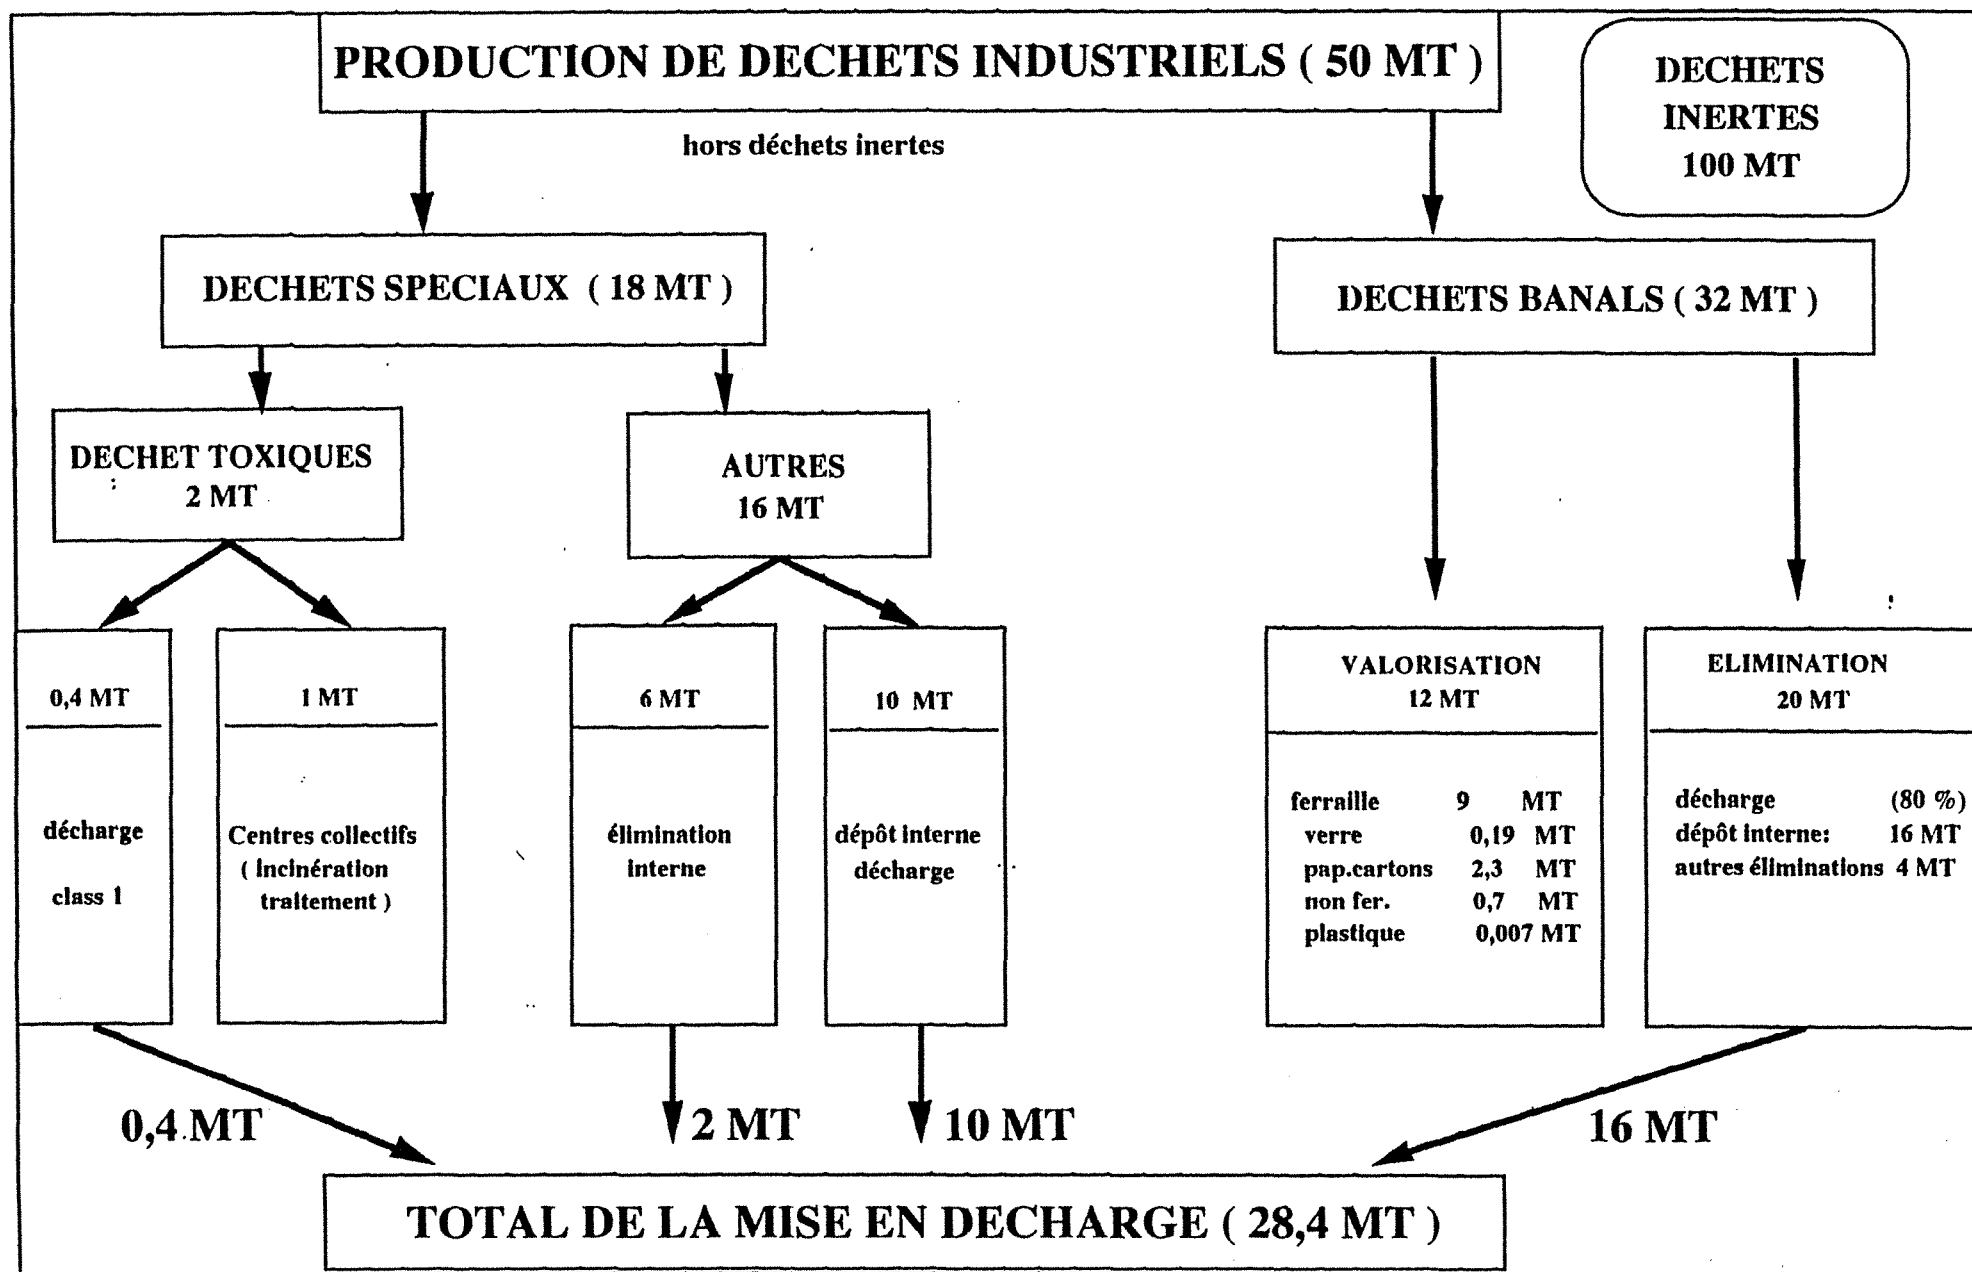 PRODUCTION DE DECHETS INDUSTRIELS ( 50 MT )
DECHETS
INERTES
100 MT
hors déchets inertes
DECHETS SPECIAUX ( 18 MT )
DECHETS BANALS ( 32 MT )
DECHET TOXIQUES
2 MT
AUTRES
16 MT
0,4 MT
décharge
class 1
1 MT
Centres collectifs
( incinération
traitement )
6 MT
élimination
interne
10 MT
dépôt interne
décharge
VALORISATION
12 MT
ferraille 9 MT
verre 0,19 MT
pap.cartons 2,3 MT
non fer. 0,7 MT
plastique 0,007 MT
ELIMINATION
20 MT
décharge (80 %)
dépôt interne: 16 MT
autres éliminations 4 MT
0,4 MT
2 MT
10 MT
16 MT
TOTAL DE LA MISE EN DECHARGE ( 28,4 MT )